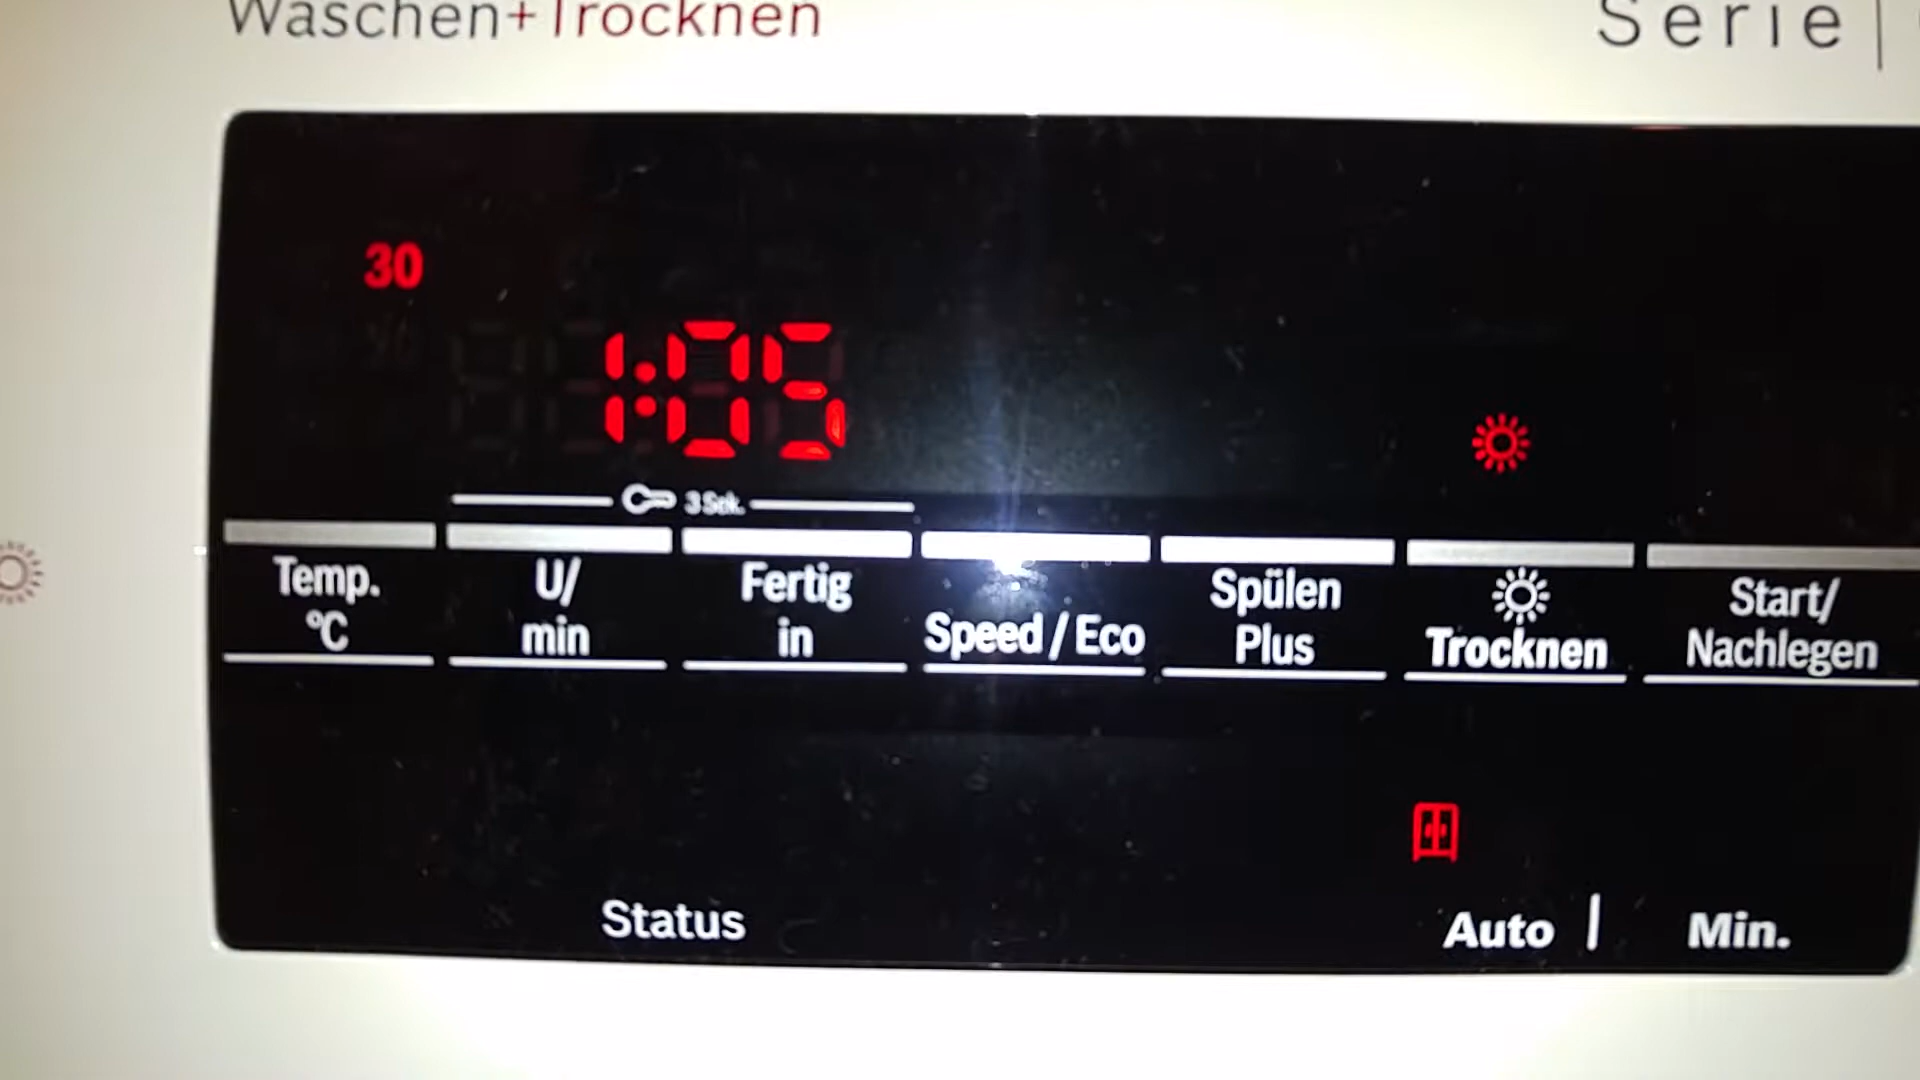 Waschen+Trocknen
Serie |
30
1:05
3 Sek.
Temp.
°C
U/
min
Fertig
in
Speed / Eco
Spülen
Plus
Trocknen
Start/
Nachlegen
Status
Auto | Min.